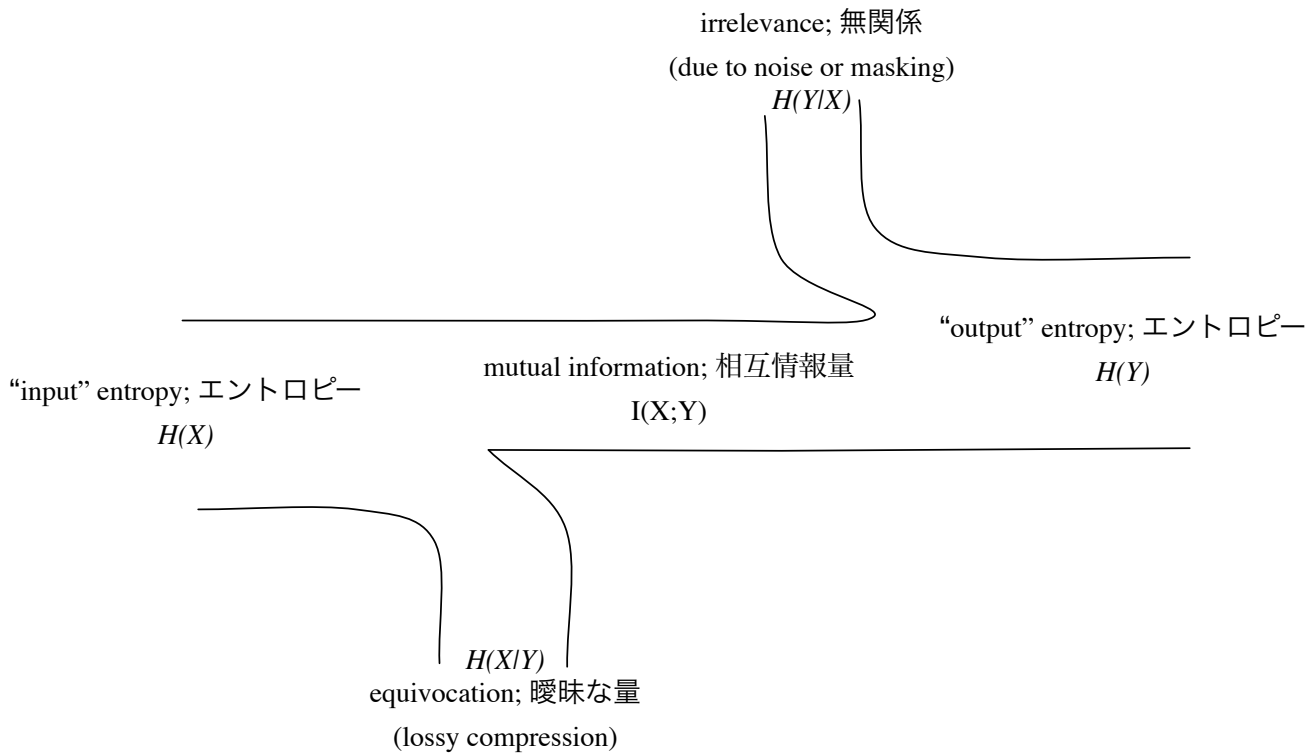 irrelevance; 無関係
(due to noise or masking)
H(Y|X)
“output” entropy; エントロピー
H(Y)
mutual information; 相互情報量
I(X;Y)
“input” entropy; エントロピー
H(X)
H(X|Y)
equivocation; 曖昧な量
(lossy compression)